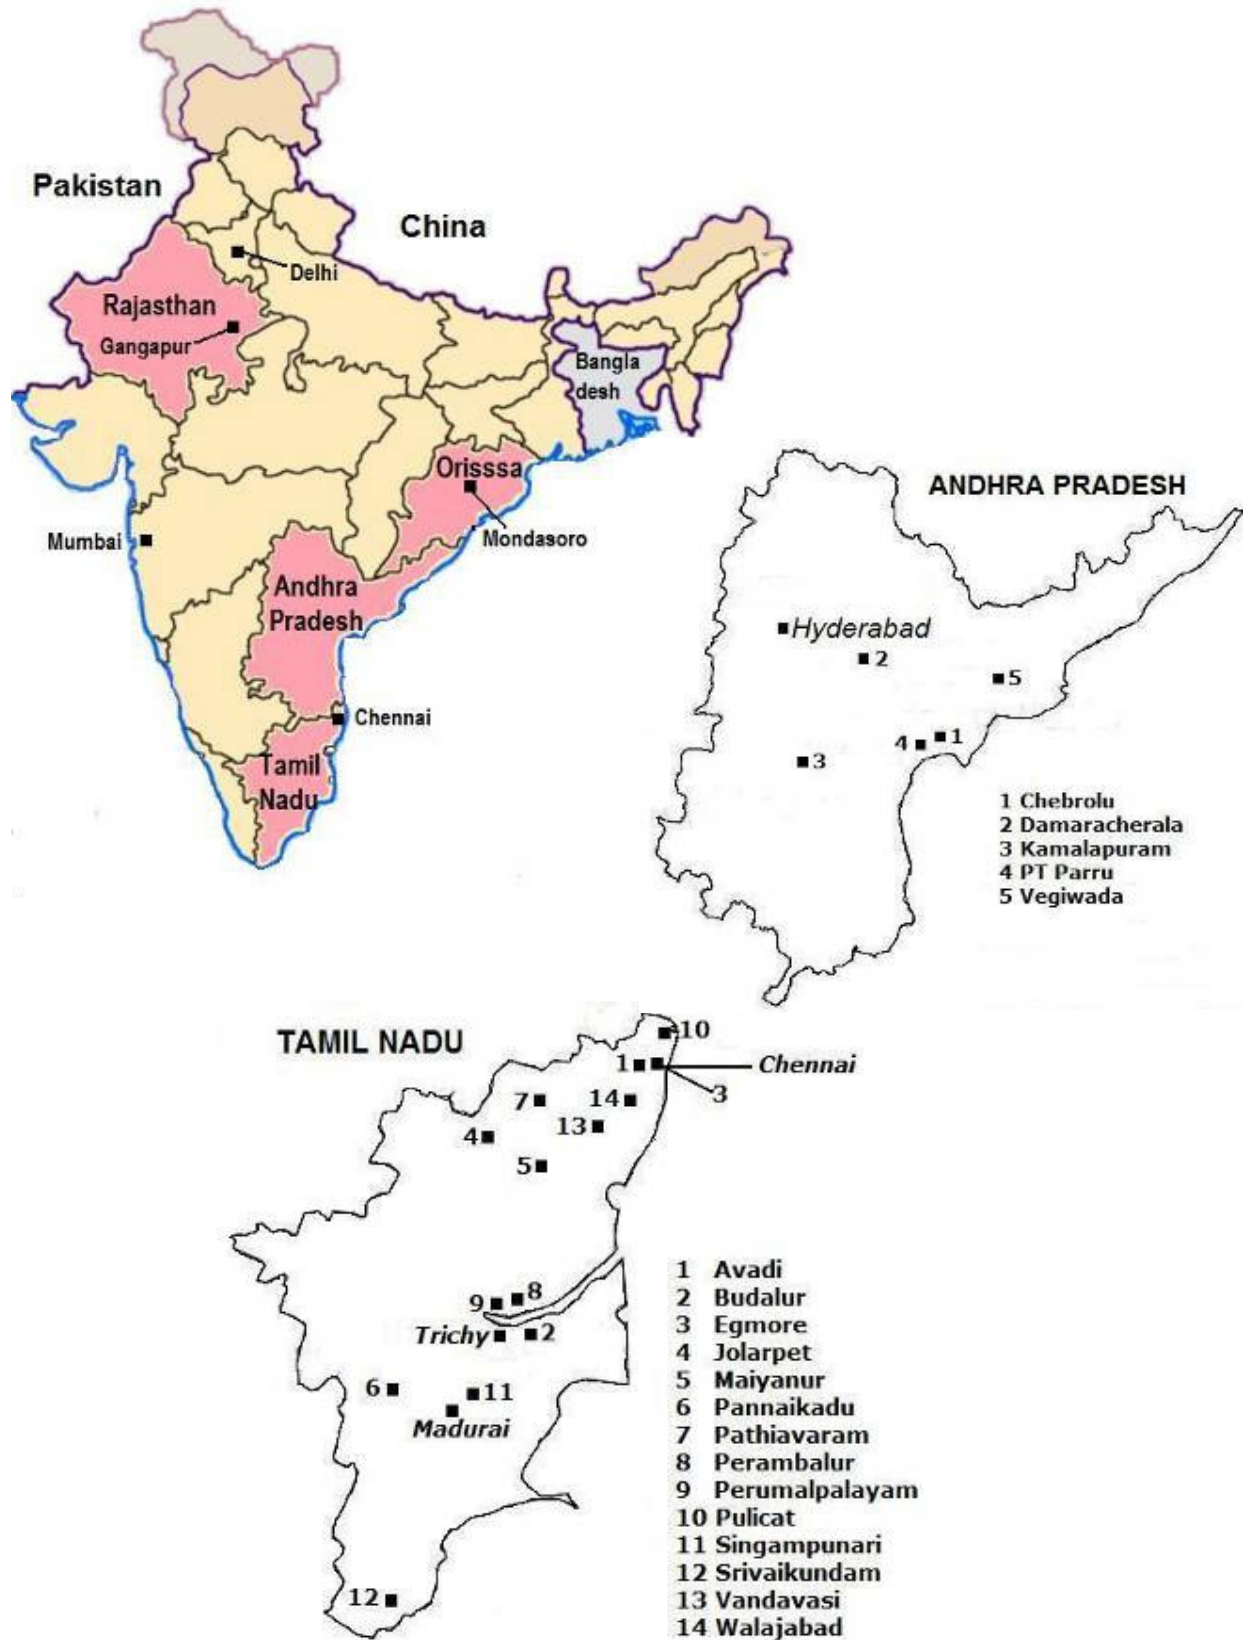 Pakistan
China
Delhi
Rajasthan
Gangapur
Bangla
desh
Orisssa
Mondasoro
Mumbai
Andhra
Pradesh
Chennai
Tamil
Nadu
ANDHRA PRADESH
Hyderabad
2
5
4
1
3
1 Chebrolu
2 Damaracherala
3 Kamalapuram
4 PT Parru
5 Vegiwada
TAMIL NADU
10
1
Chennai
3
7
14
13
4
5
9
8
Trichy
2
6
11
Madurai
12
1 Avadi
2 Budalur
3 Egmore
4 Jolarpet
5 Maiyanur
6 Pannaikadu
7 Pathiavaram
8 Perambalur
9 Perumalpalayam
10 Pulicat
11 Singampunari
12 Srivaikundam
13 Vandavasi
14 Walajabad